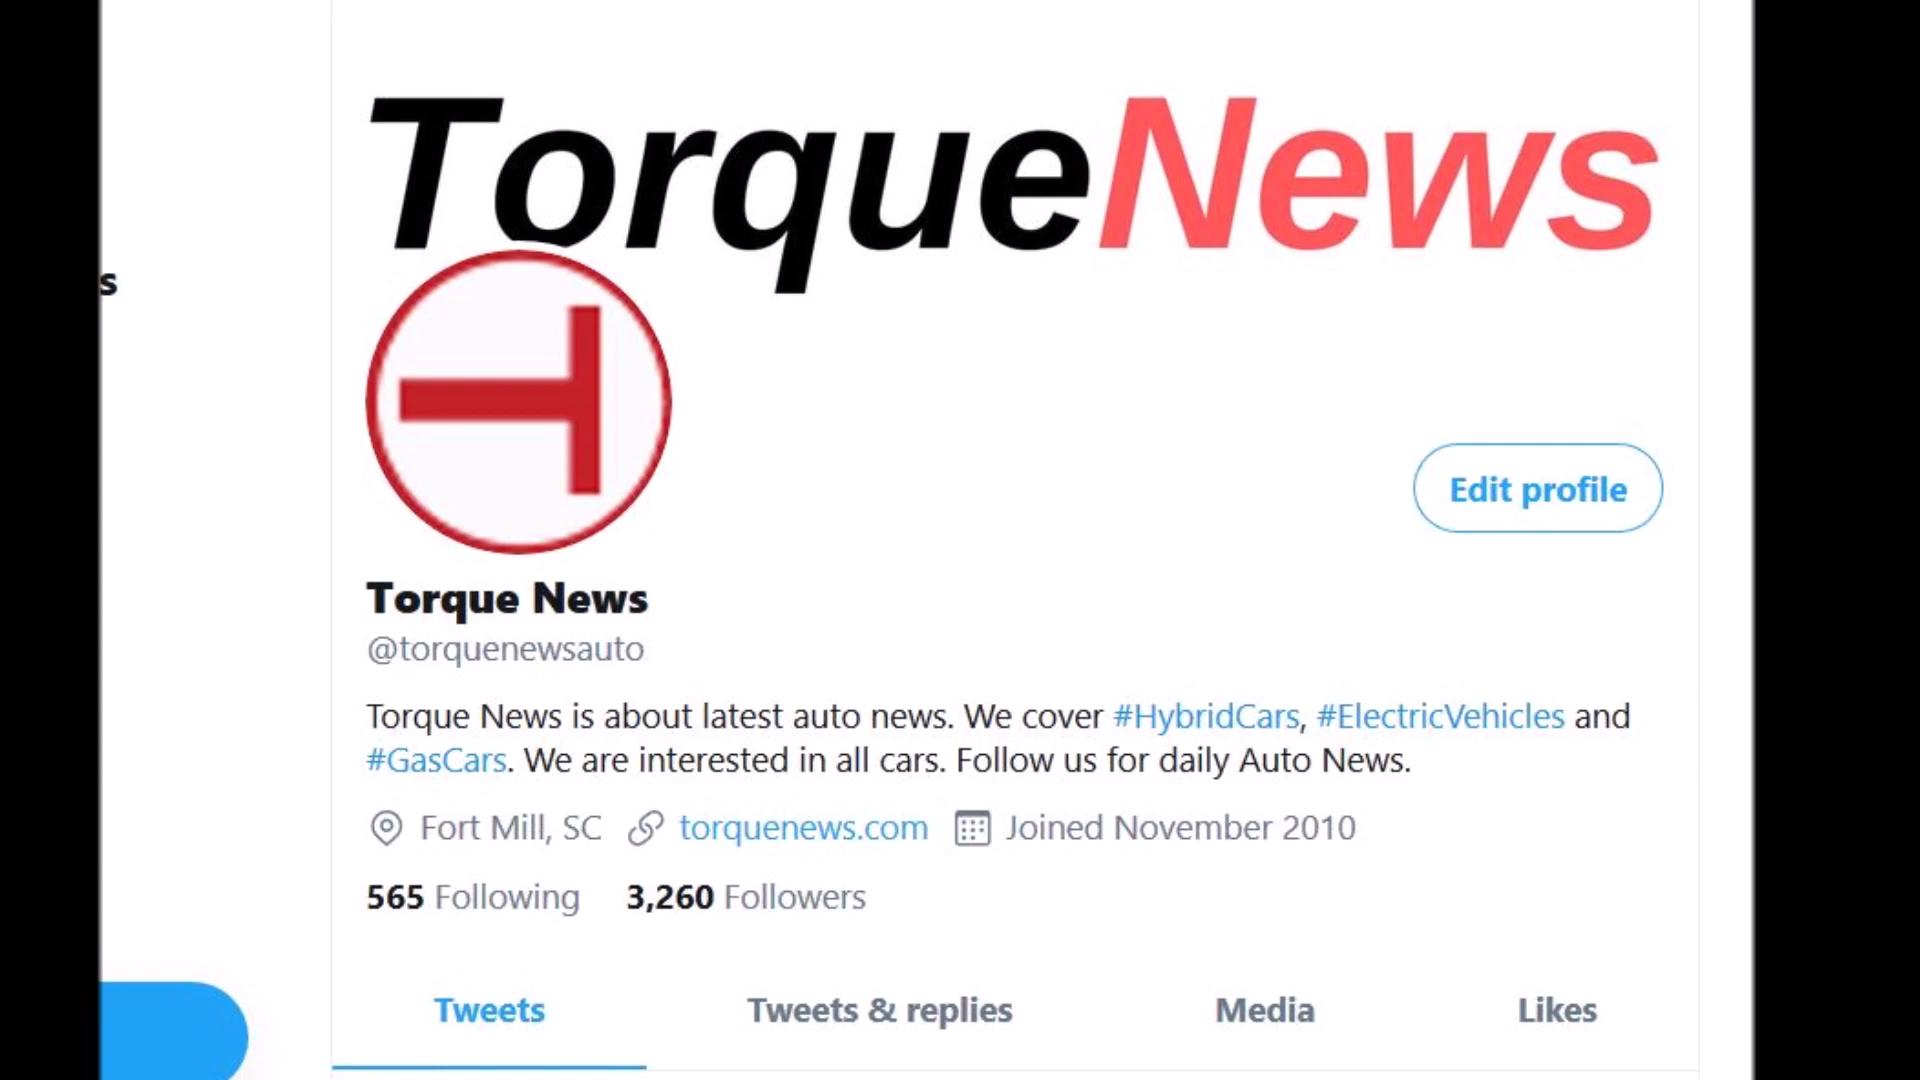 TorqueNews
s
T
Edit profile
Torque News
@torquenewsauto
Torque News is about latest auto news. We cover #HybridCars, #ElectricVehicles and
#GasCars. We are interested in all cars. Follow us for daily Auto News.
Fort Mill, SC torquenews.com Joined November 2010
565 Following 3,260 Followers
Tweets Tweets & replies Media Likes